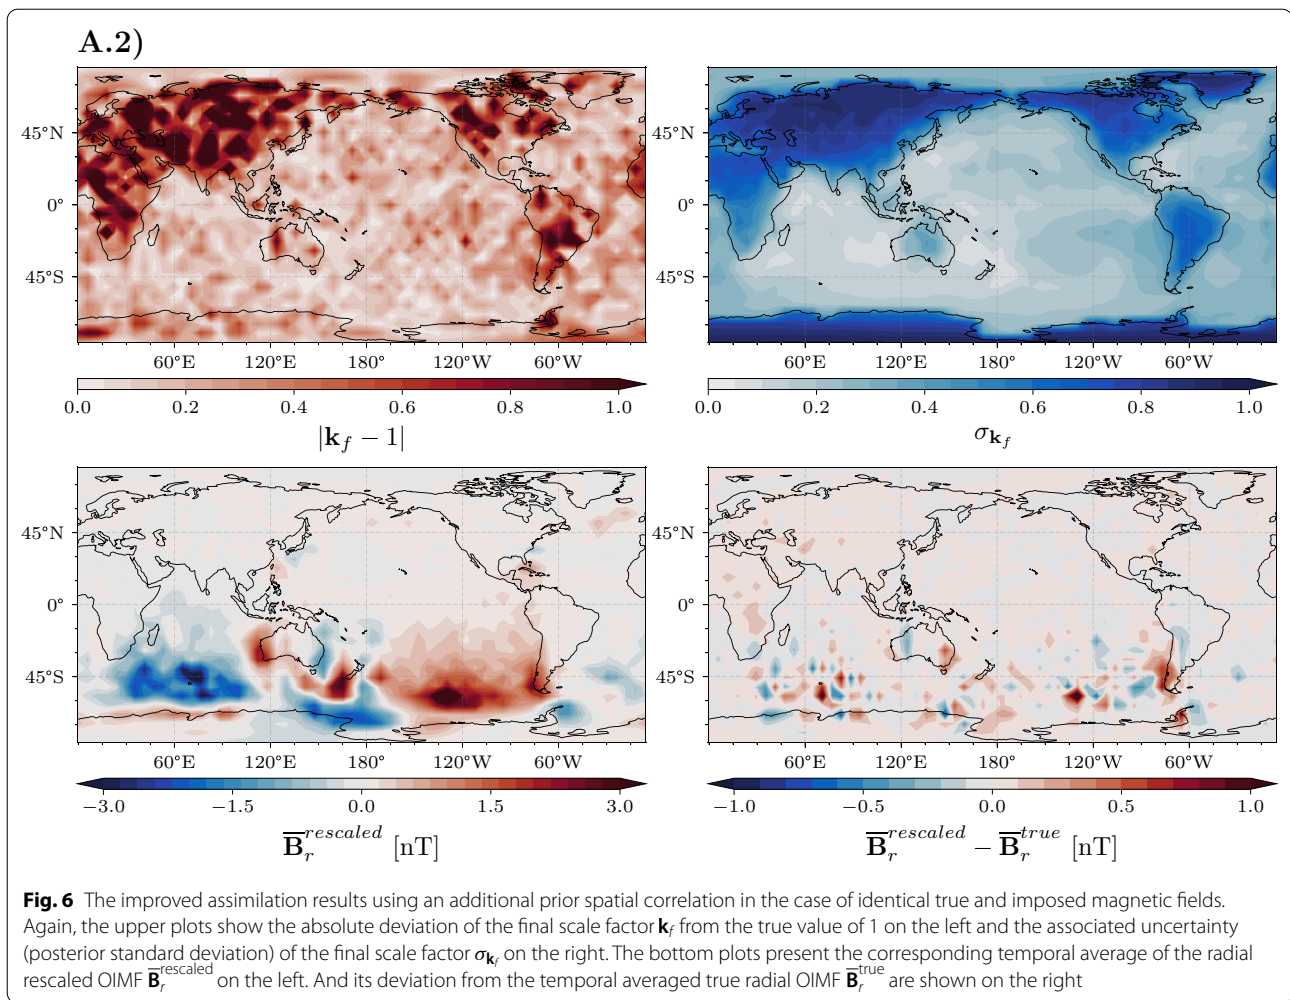 A.2)
45°N
0°
45°S
60°E 120°E 180° 120°W 60°W
0.0 0.2 0.4 0.6 0.8 1.0
|k_f − 1|
45°N
0°
45°S
60°E 120°E 180° 120°W 60°W
0.0 0.2 0.4 0.6 0.8 1.0
σ_{k_f}
45°N
0°
45°S
60°E 120°E 180° 120°W 60°W
−3.0 −1.5 0.0 1.5 3.0
B̅_r^{rescaled} [nT]
45°N
0°
45°S
60°E 120°E 180° 120°W 60°W
−1.0 −0.5 0.0 0.5 1.0
B̅_r^{rescaled} − B̅_r^{true} [nT]
Fig. 6 The improved assimilation results using an additional prior spatial correlation in the case of identical true and imposed magnetic fields.
Again, the upper plots show the absolute deviation of the final scale factor k_f from the true value of 1 on the left and the associated uncertainty
(posterior standard deviation) of the final scale factor σ_{k_f} on the right. The bottom plots present the corresponding temporal average of the radial
rescaled OIMF B̅_r^{rescaled} on the left. And its deviation from the temporal averaged true radial OIMF B̅_r^{true} are shown on the right